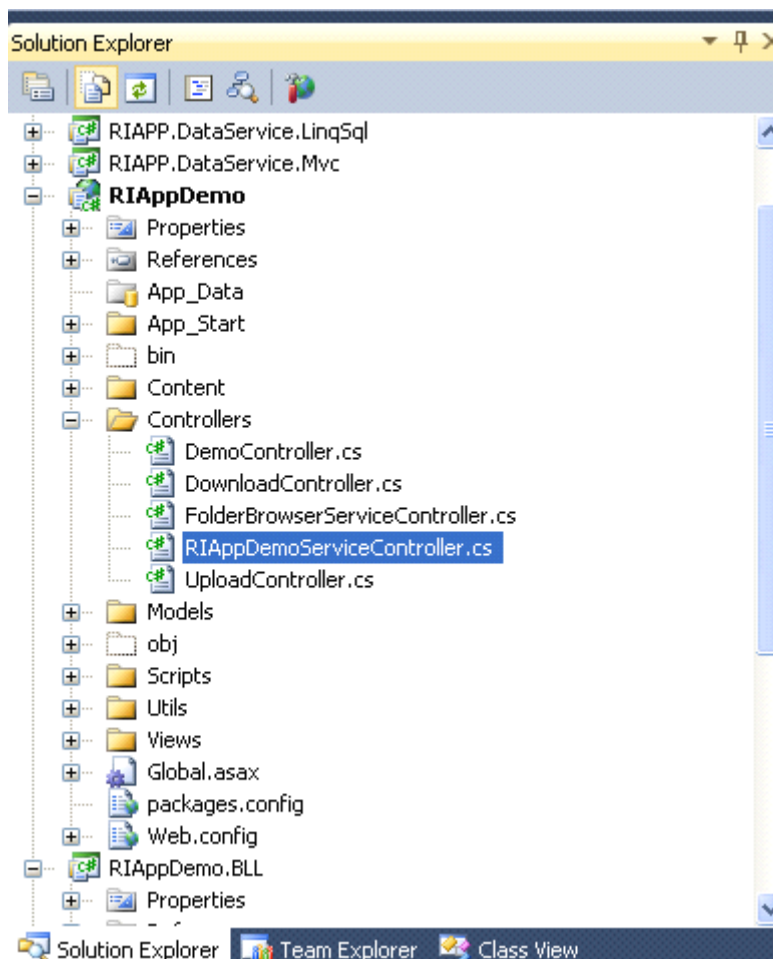 Solution Explorer
RIAPP.DataService.LinqSql
RIAPP.DataService.Mvc
RIAppDemo
Properties
References
App_Data
App_Start
bin
Content
Controllers
DemoController.cs
DownloadController.cs
FolderBrowserServiceController.cs
RIAppDemoServiceController.cs
UploadController.cs
Models
obj
Scripts
Utils
Views
Global.asax
packages.config
Web.config
RIAppDemo.BLL
Properties
Solution Explorer Team Explorer Class View